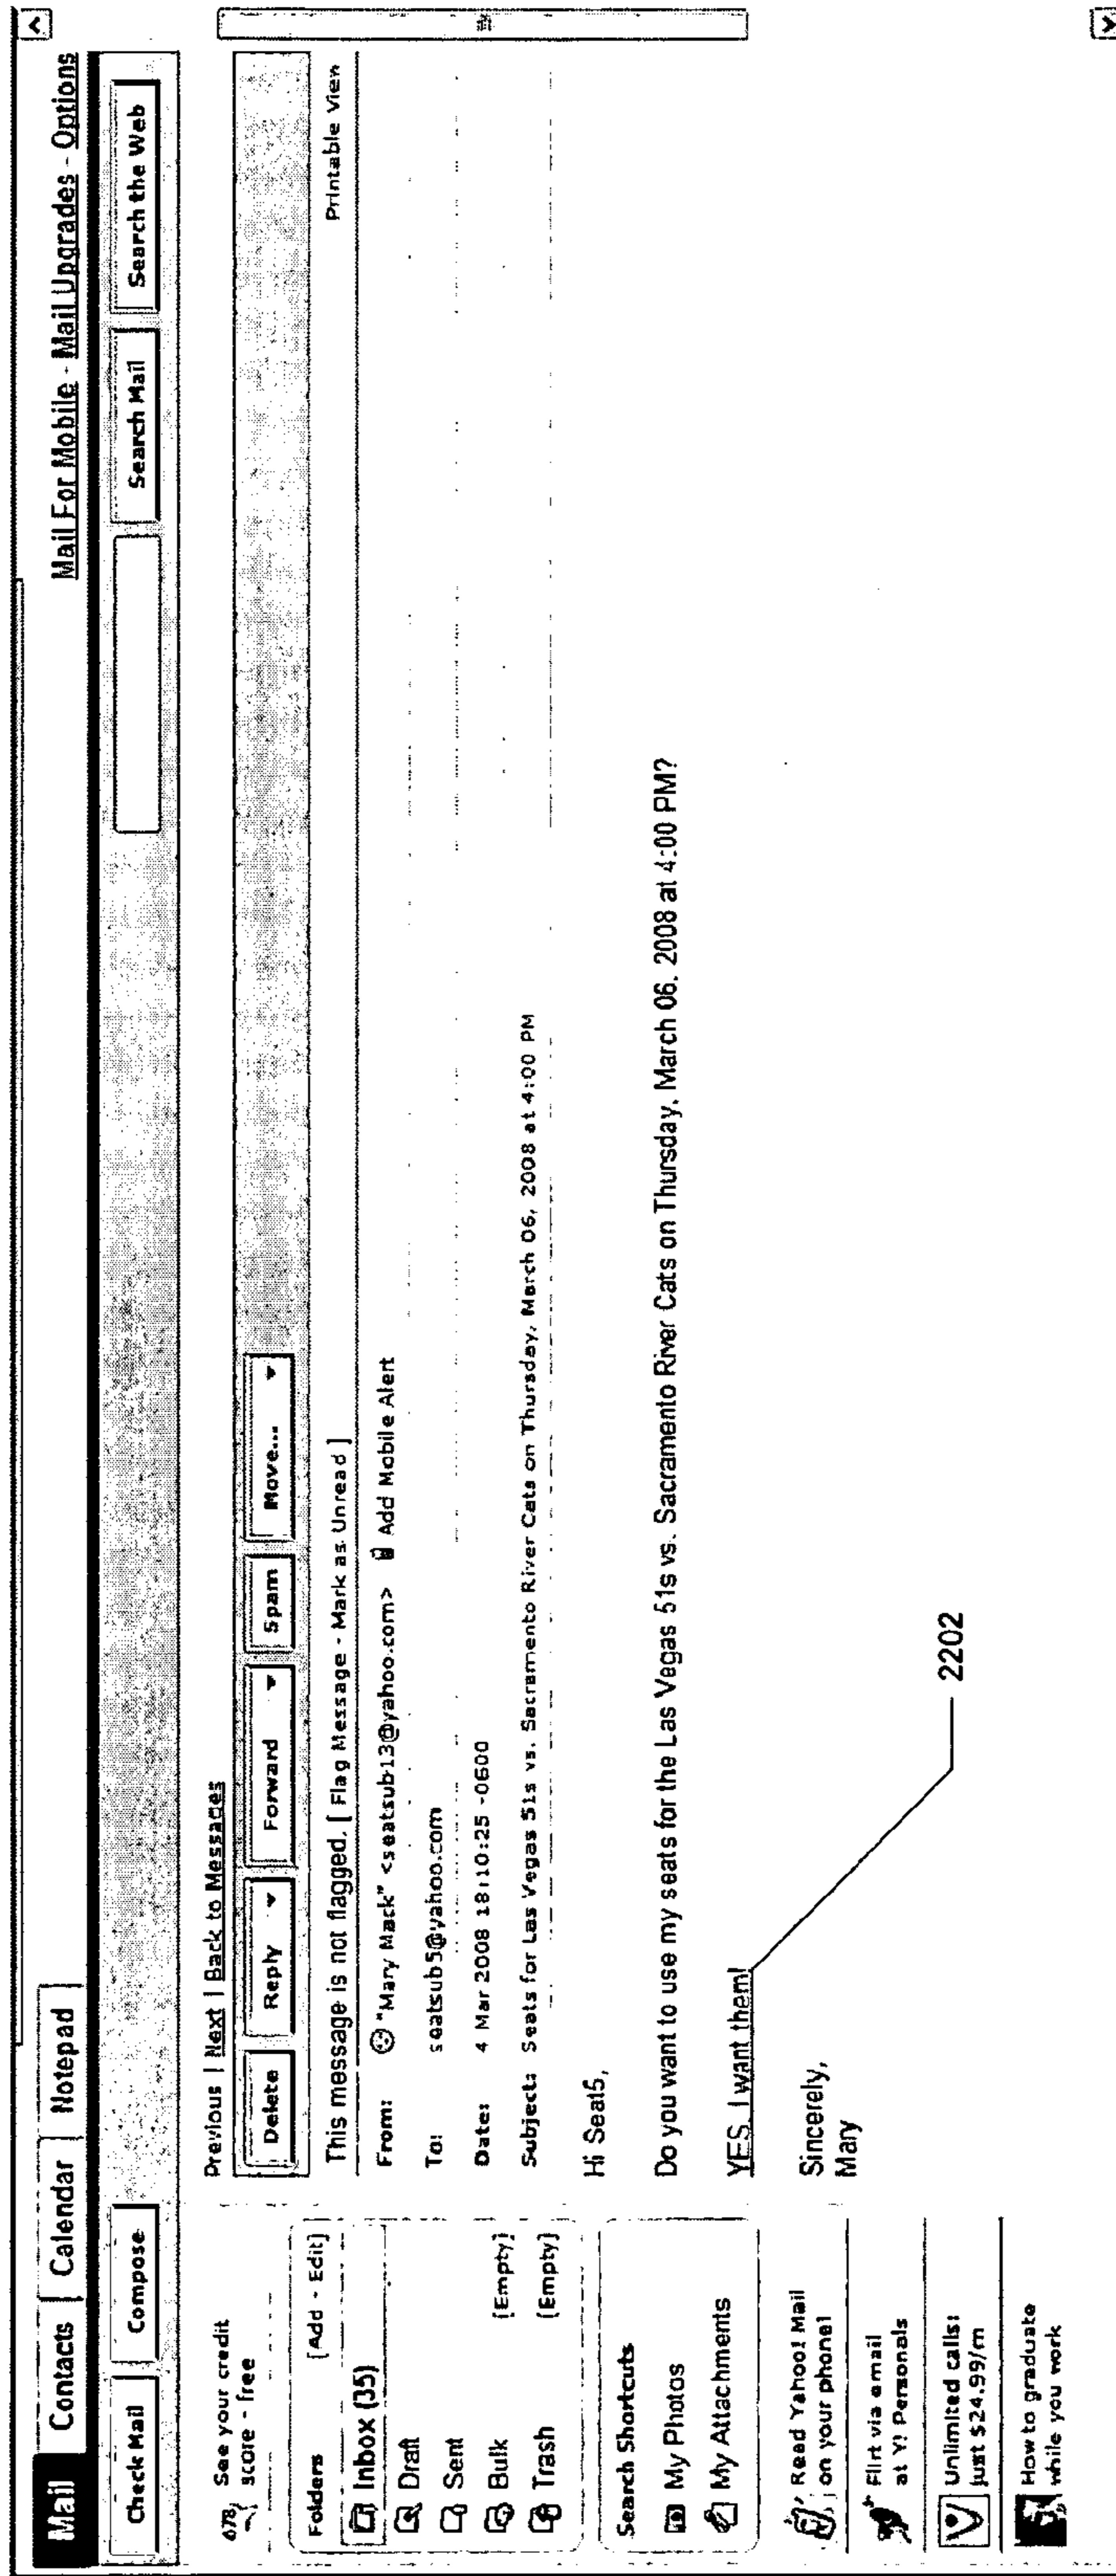 Mail For Mobile - Mail Upgrades - Options
Mail Contacts Calendar Notepad
Check Mail Compose Search Mail Search the Web
Previous | Next | Back to Messages
Delete Reply Forward Spam Move...
This message is not flagged. [ Flag Message - Mark as Unread ] Printable View
From: "Mary Mack" <seatsub13@yahoo.com> Add Mobile Alert
To: seatsub5@yahoo.com
Date: 4 Mar 2008 18:10:25 -0600
Subject: Seats for Las Vegas 51s vs. Sacramento River Cats on Thursday, March 06, 2008 at 4:00 PM
Hi Seat5,
Do you want to use my seats for the Las Vegas 51s vs. Sacramento River Cats on Thursday, March 06, 2008 at 4:00 PM?
YES, I want them!
Sincerely,
Mary
2202
678 See your credit
score - free
Folders [Add - Edit]
Inbox (35)
Draft
Sent
Bulk [Empty]
Trash [Empty]
Search Shortcuts
My Photos
My Attachments
Read Yahoo! Mail
on your phone!
Flirt via email
at Y! Personals
Unlimited calls:
just $24.99/m
How to graduate
while you work